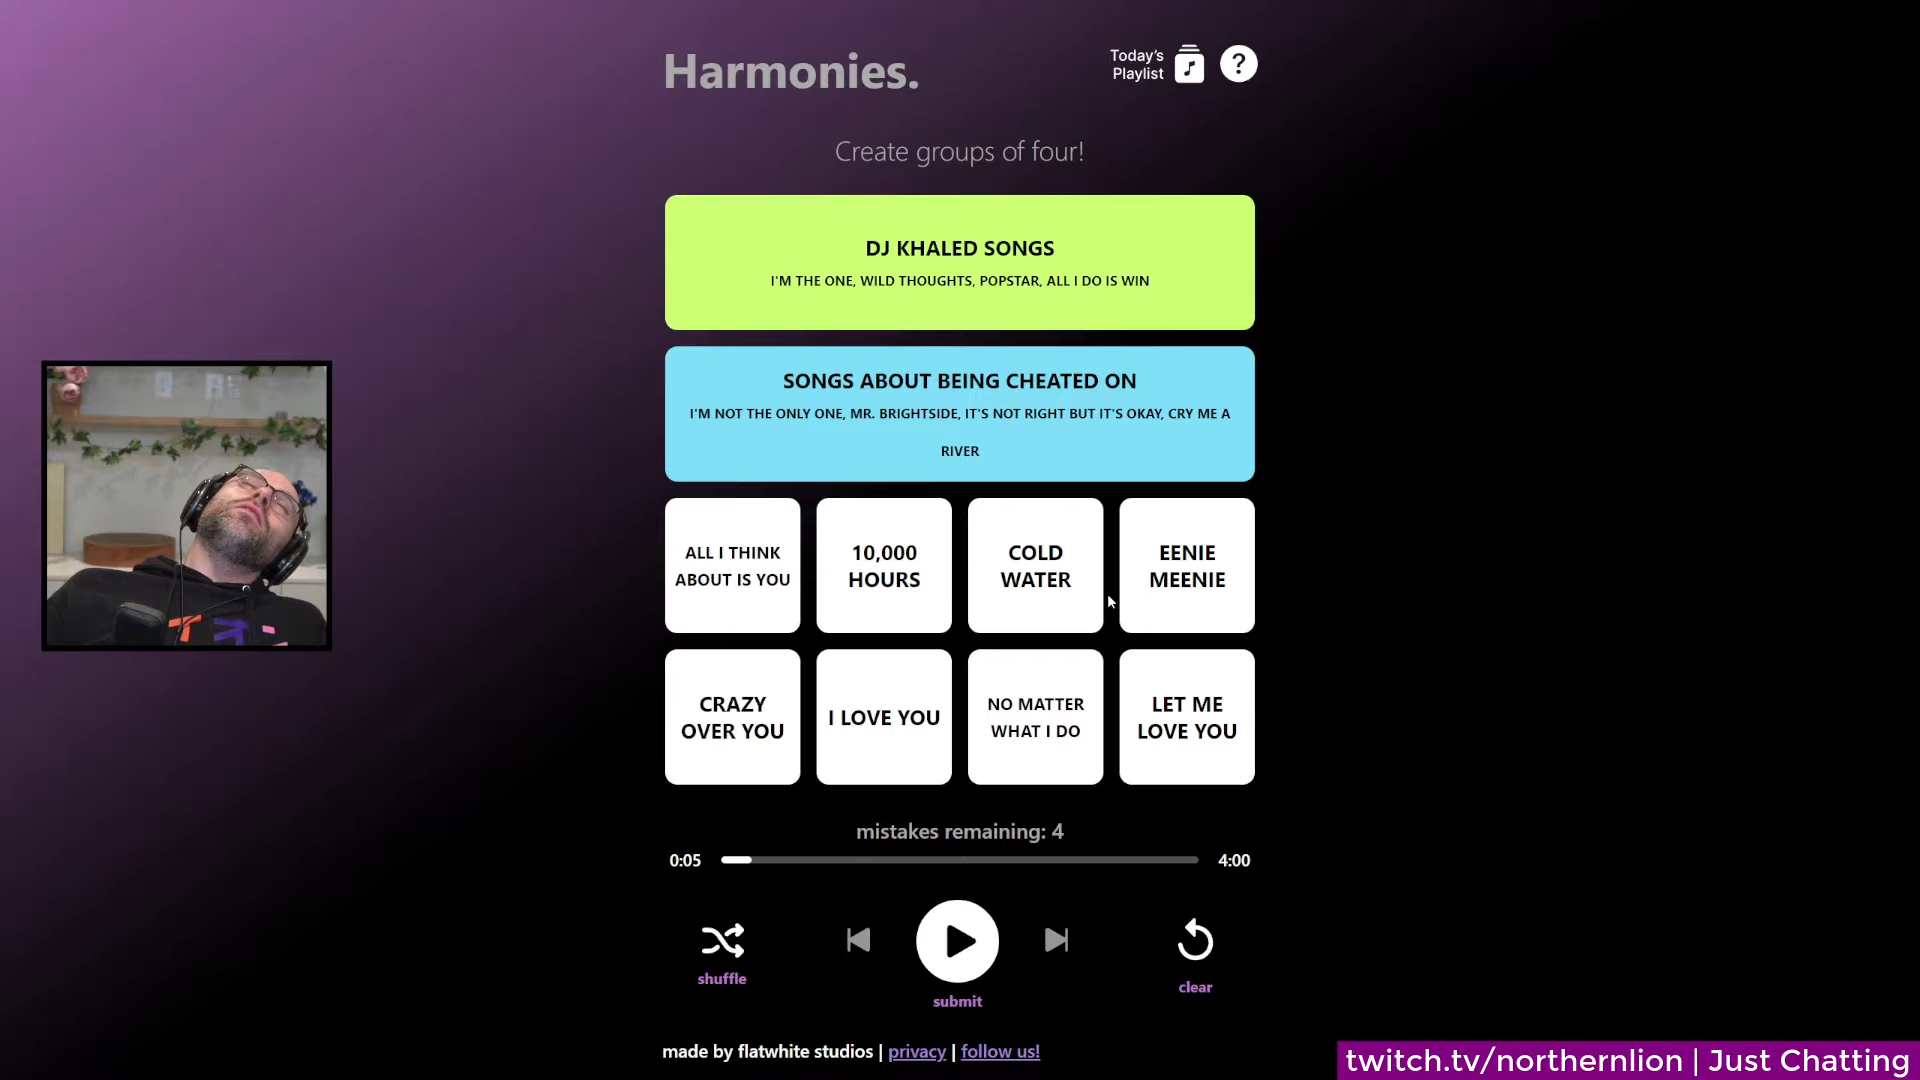 Harmonies.
Today's
Playlist
?
Create groups of four!
DJ KHALED SONGS
I'M THE ONE, WILD THOUGHTS, POPSTAR, ALL I DO IS WIN
SONGS ABOUT BEING CHEATED ON
I'M NOT THE ONLY ONE, MR. BRIGHTSIDE, IT'S NOT RIGHT BUT IT'S OKAY, CRY ME A
RIVER
ALL I THINK
ABOUT IS YOU
10,000
HOURS
COLD
WATER
EENIE
MEENIE
CRAZY
OVER YOU
I LOVE YOU
NO MATTER
WHAT I DO
LET ME
LOVE YOU
mistakes remaining: 4
0:05
4:00
shuffle
submit
clear
made by flatwhite studios | privacy | follow us!
twitch.tv/northernlion | Just Chatting